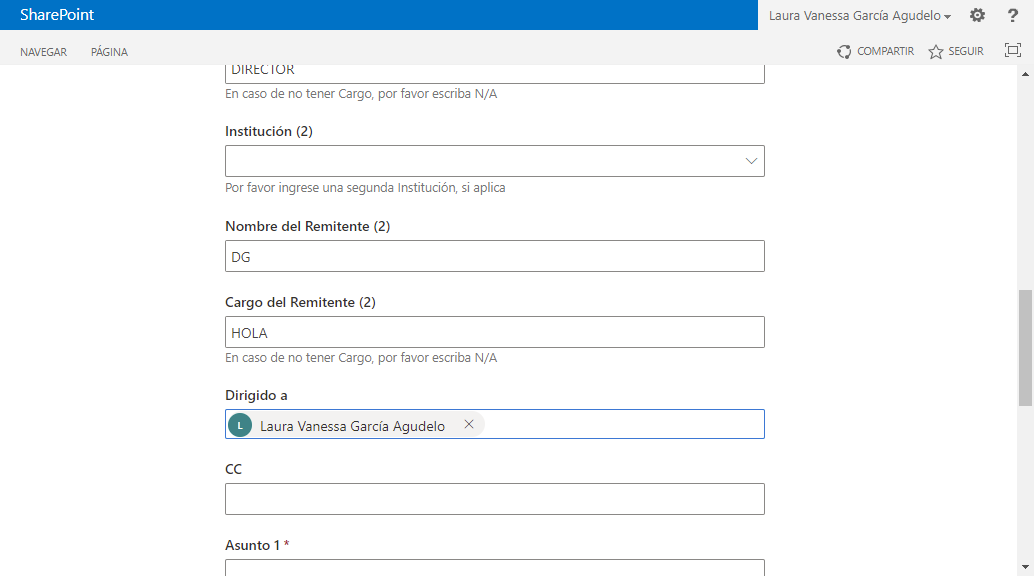 SharePoint
Laura Vanessa García Agudelo
?
NAVEGAR
PÁGINA
COMPARTIR
SEGUIR
DIRECTOR
En caso de no tener Cargo, por favor escriba N/A
Institución (2)
Por favor ingrese una segunda Institución, si aplica
Nombre del Remitente (2)
DG
Cargo del Remitente (2)
HOLA
En caso de no tener Cargo, por favor escriba N/A
Dirigido a
L Laura Vanessa García Agudelo
CC
Asunto 1 *